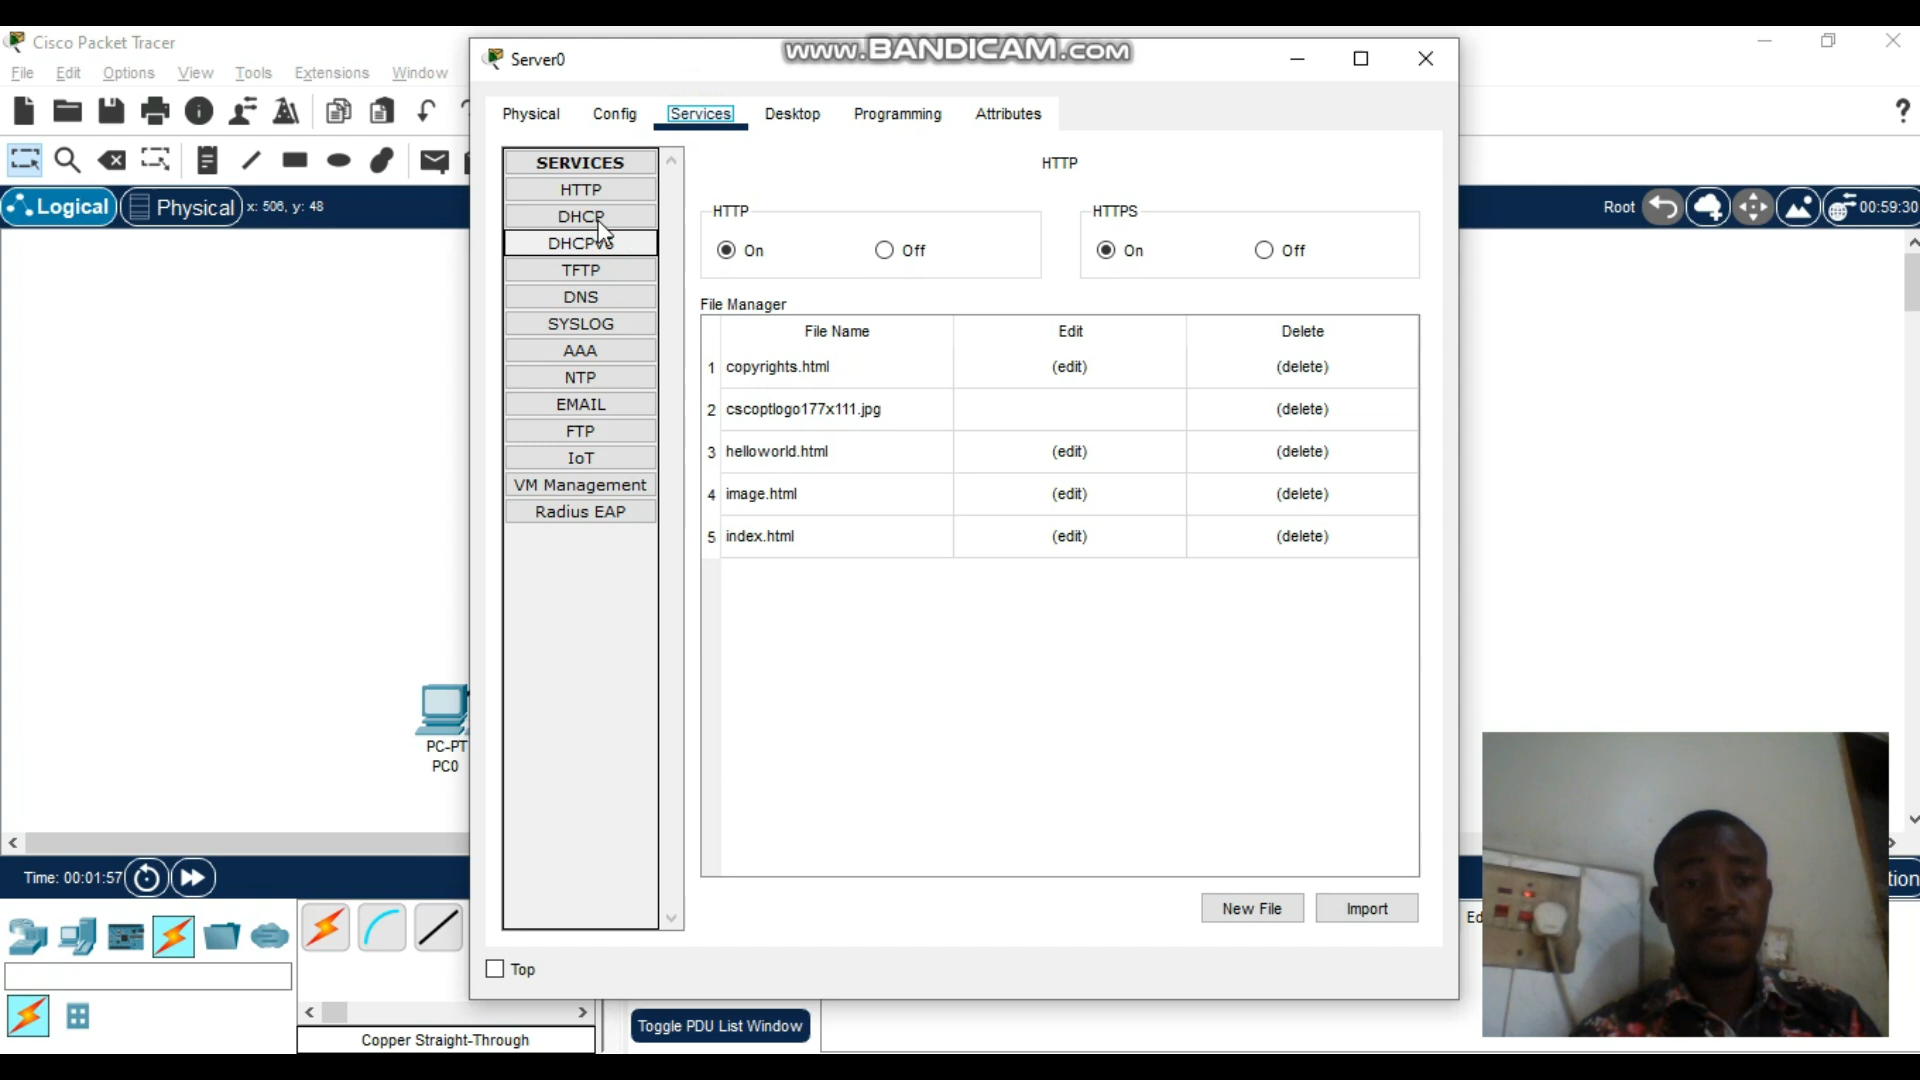 Cisco Packet Tracer
File Edit Options View Tools Extensions Window
Logical
Physical
x: 506, y: 48
Root
00:59:30
Server0
www.BANDICAM.com
Physical Config Services Desktop Programming Attributes
SERVICES
HTTP
DHCP
TFTP
DNS
SYSLOG
AAA
NTP
EMAIL
FTP
IoT
VM Management
Radius EAP
HTTP
HTTP
On Off
HTTPS
On Off
File Manager
File Name Edit Delete
1 copyrights.html (edit) (delete)
2 cscoptlogo177x111.jpg (delete)
3 helloworld.html (edit) (delete)
4 image.html (edit) (delete)
5 index.html (edit) (delete)
New File Import
Top
PC-PT
PC0
Time: 00:01:57
Copper Straight-Through
Toggle PDU List Window